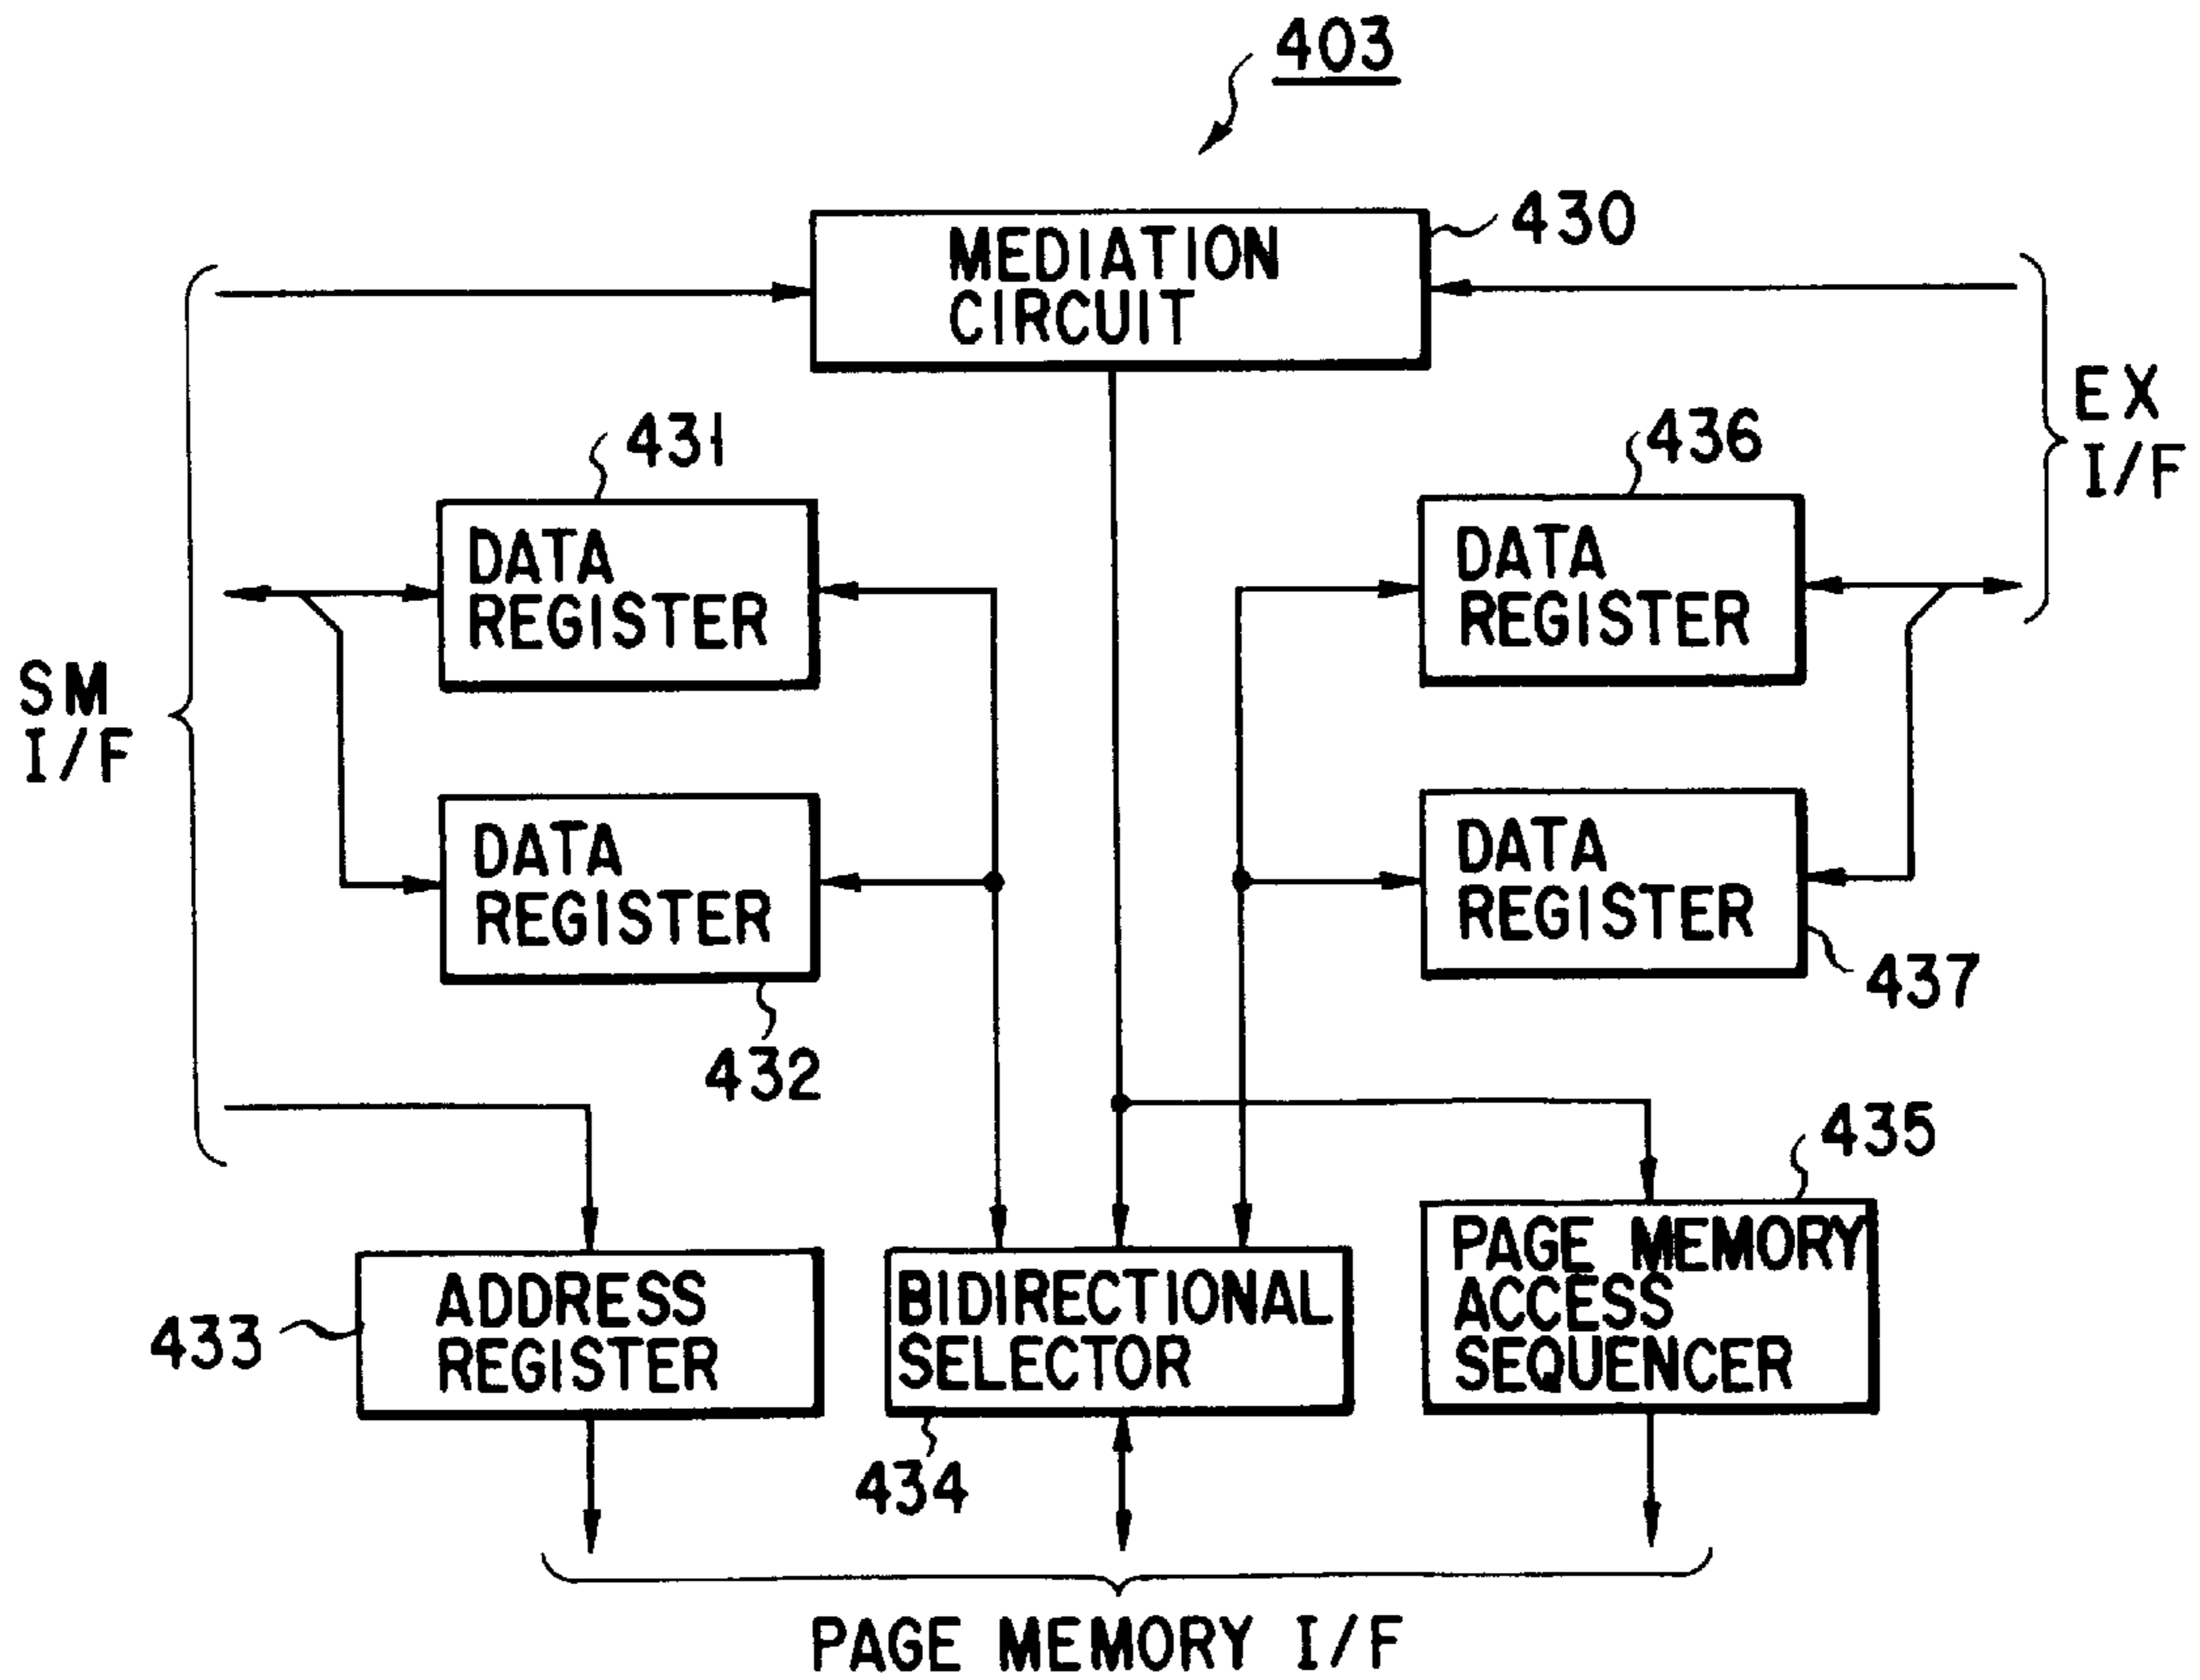 403
MEDIATION
CIRCUIT
430
EX
I/F
431
DATA
REGISTER
436
DATA
REGISTER
SM
I/F
DATA
REGISTER
432
DATA
REGISTER
437
433
ADDRESS
REGISTER
BIDIRECTIONAL
SELECTOR
434
435
PAGE MEMORY
ACCESS
SEQUENCER
PAGE MEMORY I/F